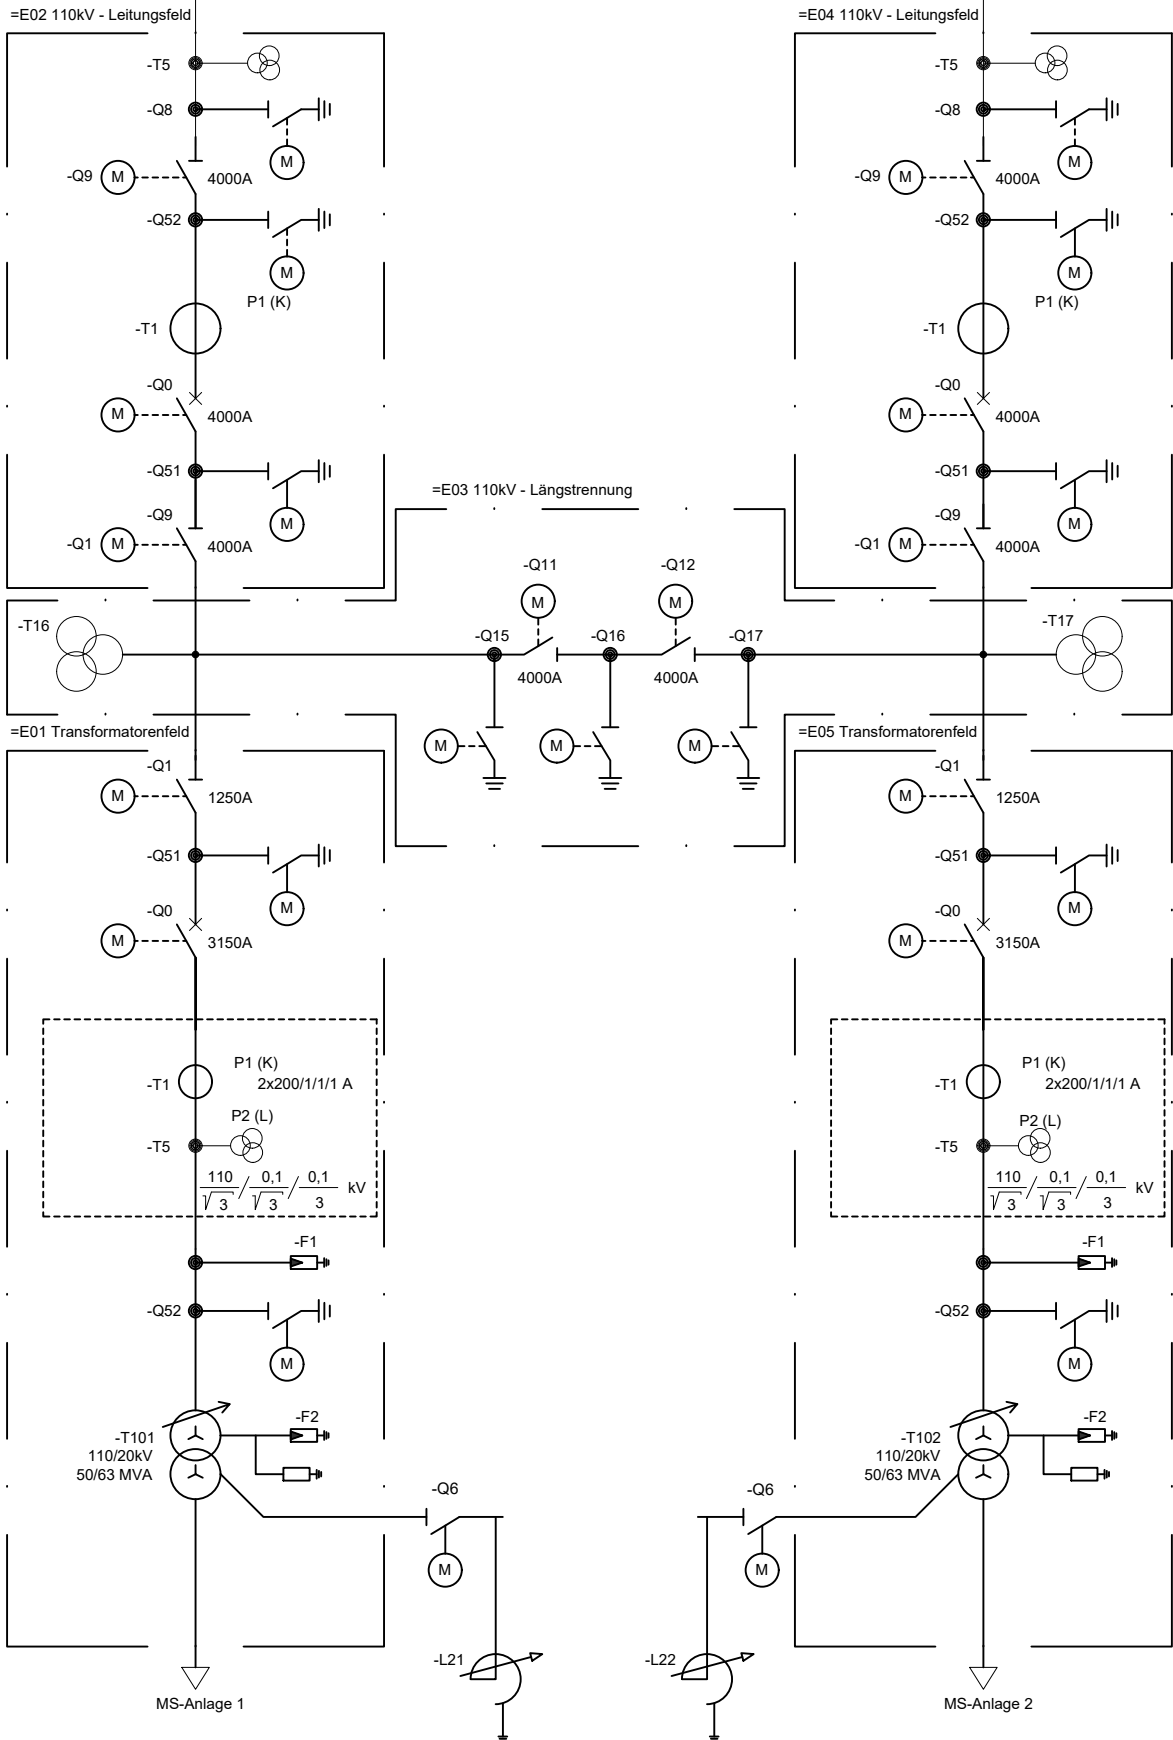 =E02 110kV - Leitungsfeld
-T5
-Q8
M
-Q9 M 4000A
-Q52
M
P1 (K)
-T1
-Q0
M 4000A
-Q51
M
-Q9
-Q1 M 4000A
=E04 110kV - Leitungsfeld
-T5
-Q8
M
-Q9 M 4000A
-Q52
M
P1 (K)
-T1
-Q0
M 4000A
-Q51
M
-Q9
-Q1 M 4000A
=E03 110kV - Längstrennung
-Q11 -Q12
M M
-T16 -Q15 -Q16 -Q17 -T17
4000A 4000A
M M M
=E01 Transformatorenfeld
-Q1
M 1250A
-Q51
M
-Q0
M 3150A
P1 (K)
-T1 2x200/1/1/1 A
P2 (L)
-T5
110/√3 / 0,1/√3 / 0,1/3 kV
-F1
-Q52
M
-F2
-T101
110/20kV
50/63 MVA
-Q6
M
-L21
MS-Anlage 1
=E05 Transformatorenfeld
-Q1
M 1250A
-Q51
M
-Q0
M 3150A
P1 (K)
-T1 2x200/1/1/1 A
P2 (L)
-T5
110/√3 / 0,1/√3 / 0,1/3 kV
-F1
-Q52
M
-F2
-T102
110/20kV
50/63 MVA
-Q6
M
-L22
MS-Anlage 2